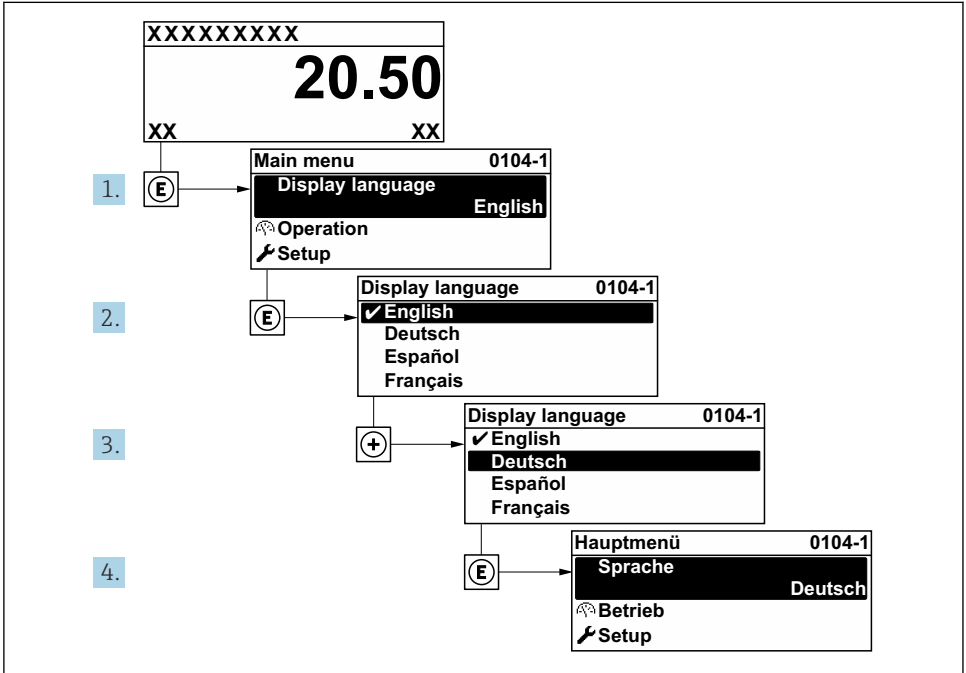 XXXXXXXXX
20.50
XX XX
1. E
Main menu 0104-1
Display language
English
Operation
Setup
2. E
Display language 0104-1
✔English
Deutsch
Español
Français
3. +
Display language 0104-1
✔English
Deutsch
Español
Français
4. E
Hauptmenü 0104-1
Sprache
Deutsch
Betrieb
Setup